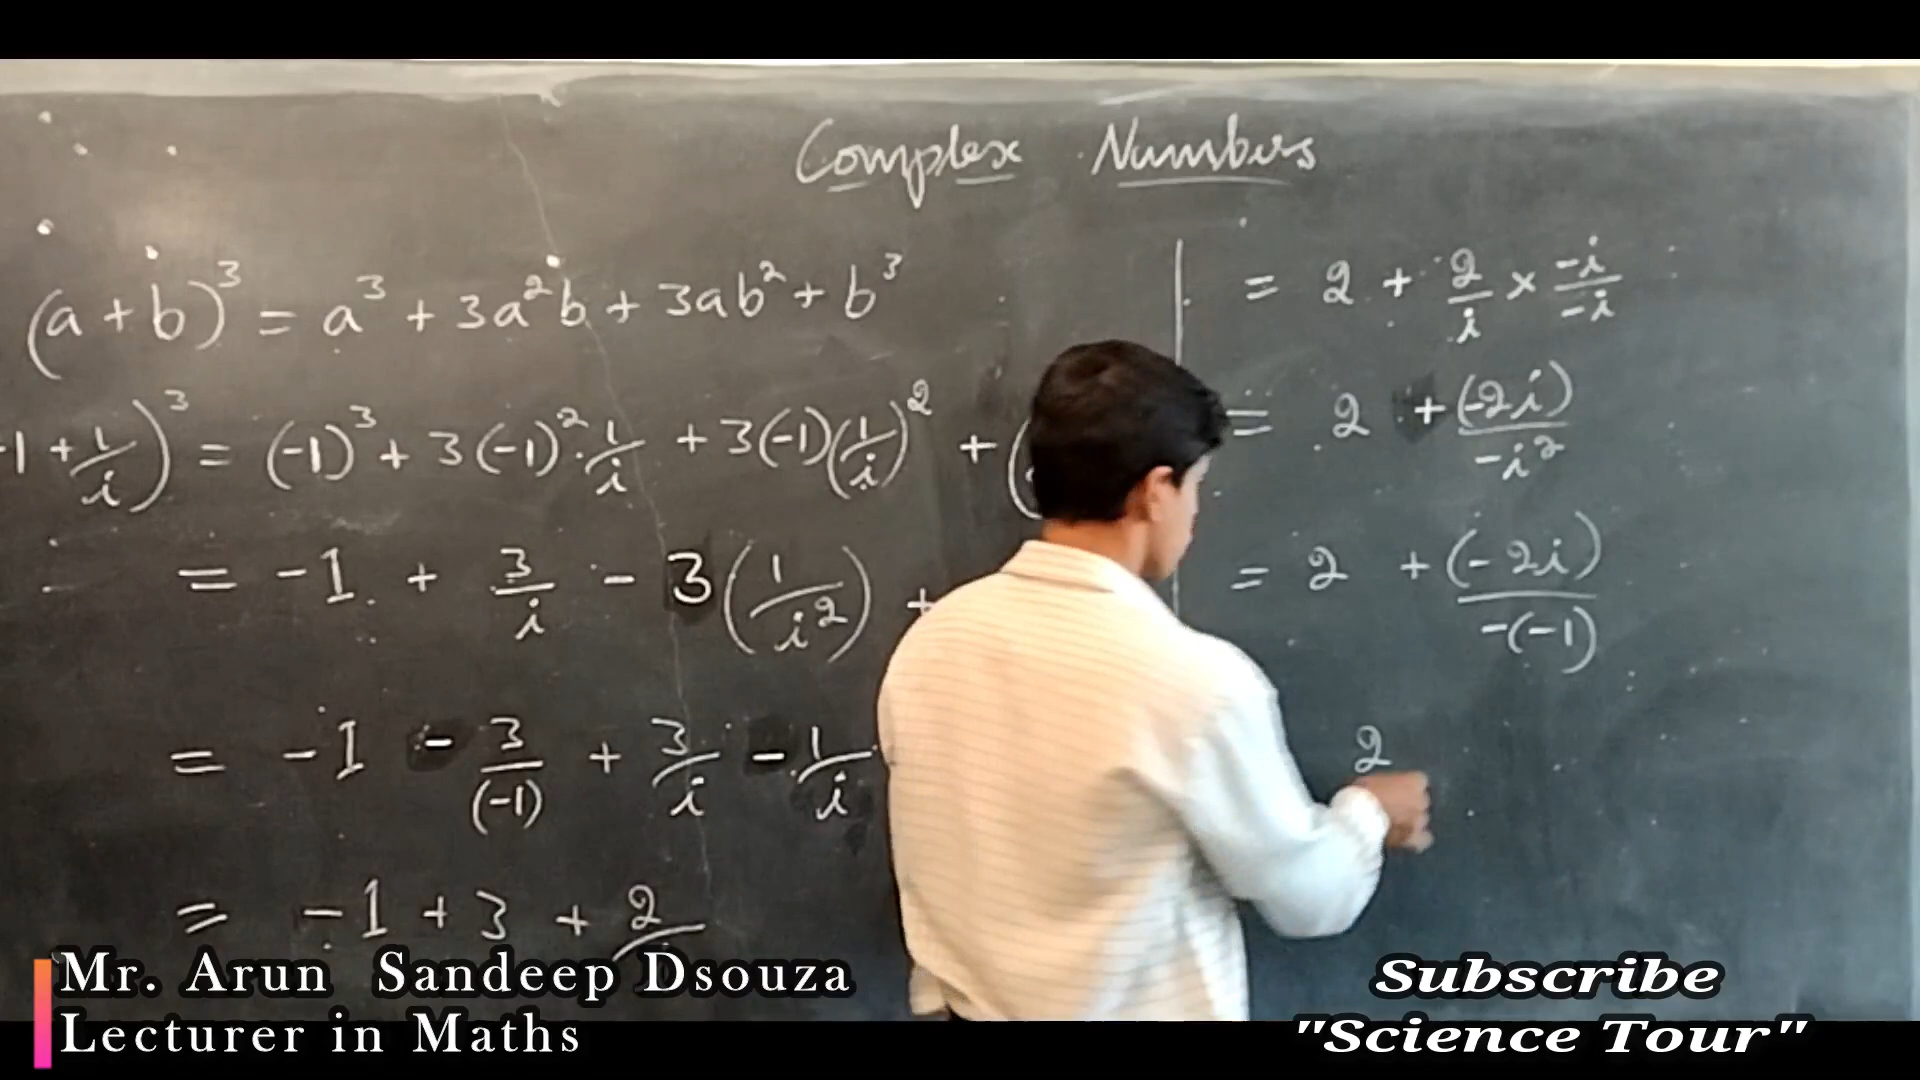 Complex Numbers
(a + b)³ = a³ + 3a²b + 3ab² + b³
-1 + 1/i)³ = (-1)³ + 3(-1)²·1/i + 3(-1)(1/i)² + (
= -1 + 3/i - 3(1/i²) +
= -1 - 3/(-1) + 3/i - 1/i
= -1 + 3 + 2/
= 2 + 2/i × -i/-i
= 2 + (-2i)/-i²
= 2 + (-2i)/-(-1)
2
Mr. Arun Sandeep Dsouza
Lecturer in Maths
Subscribe
"Science Tour"